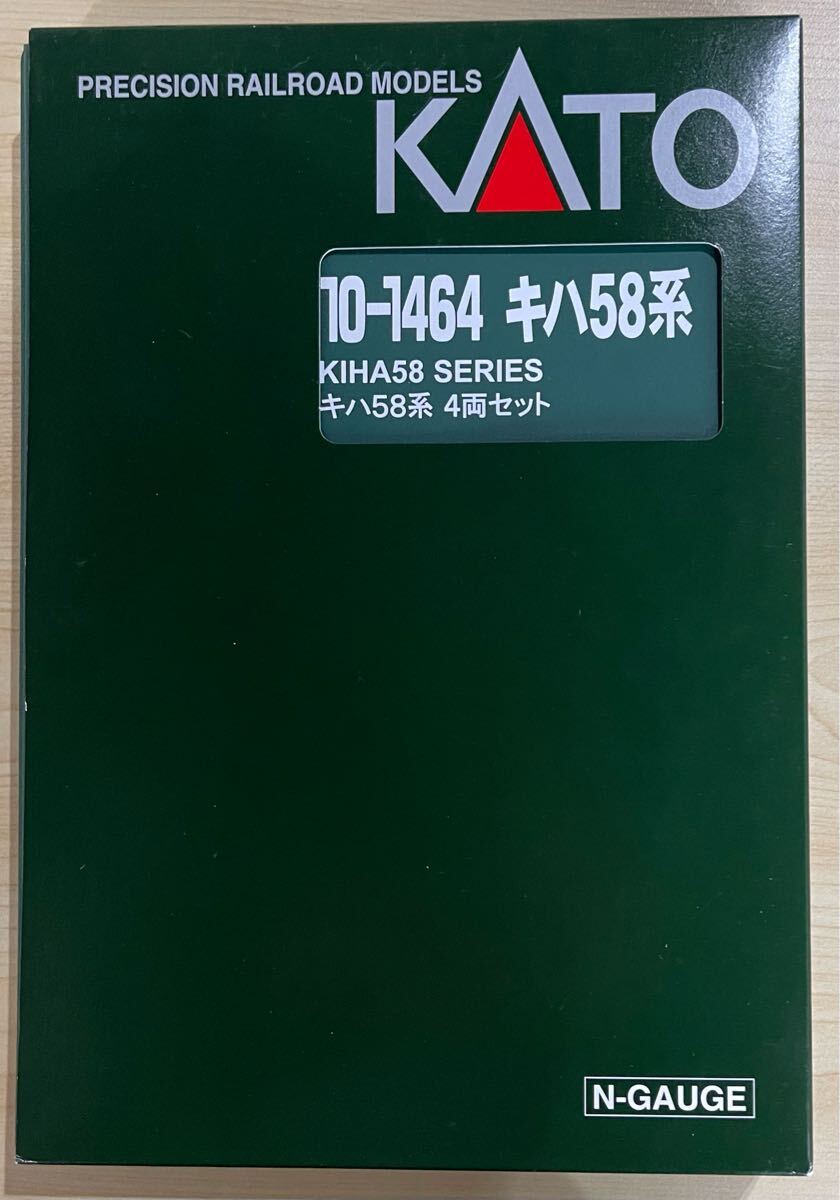 PRECISION RAILROAD MODELS
KATO
10-1464 キハ58系
KIHA58 SERIES
キハ58系 4両セット
N-GAUGE